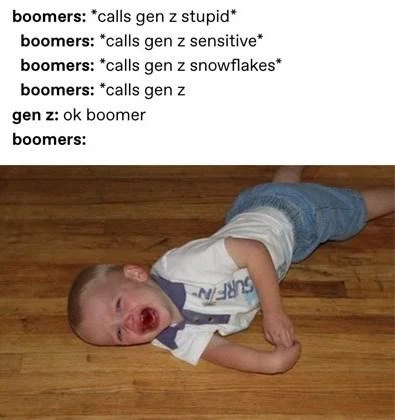 boomers: *calls gen z stupid*
boomers: *calls gen z sensitive*
boomers: *calls gen z snowflakes*
boomers: *calls gen z
gen z: ok boomer
boomers:
SURFIN'